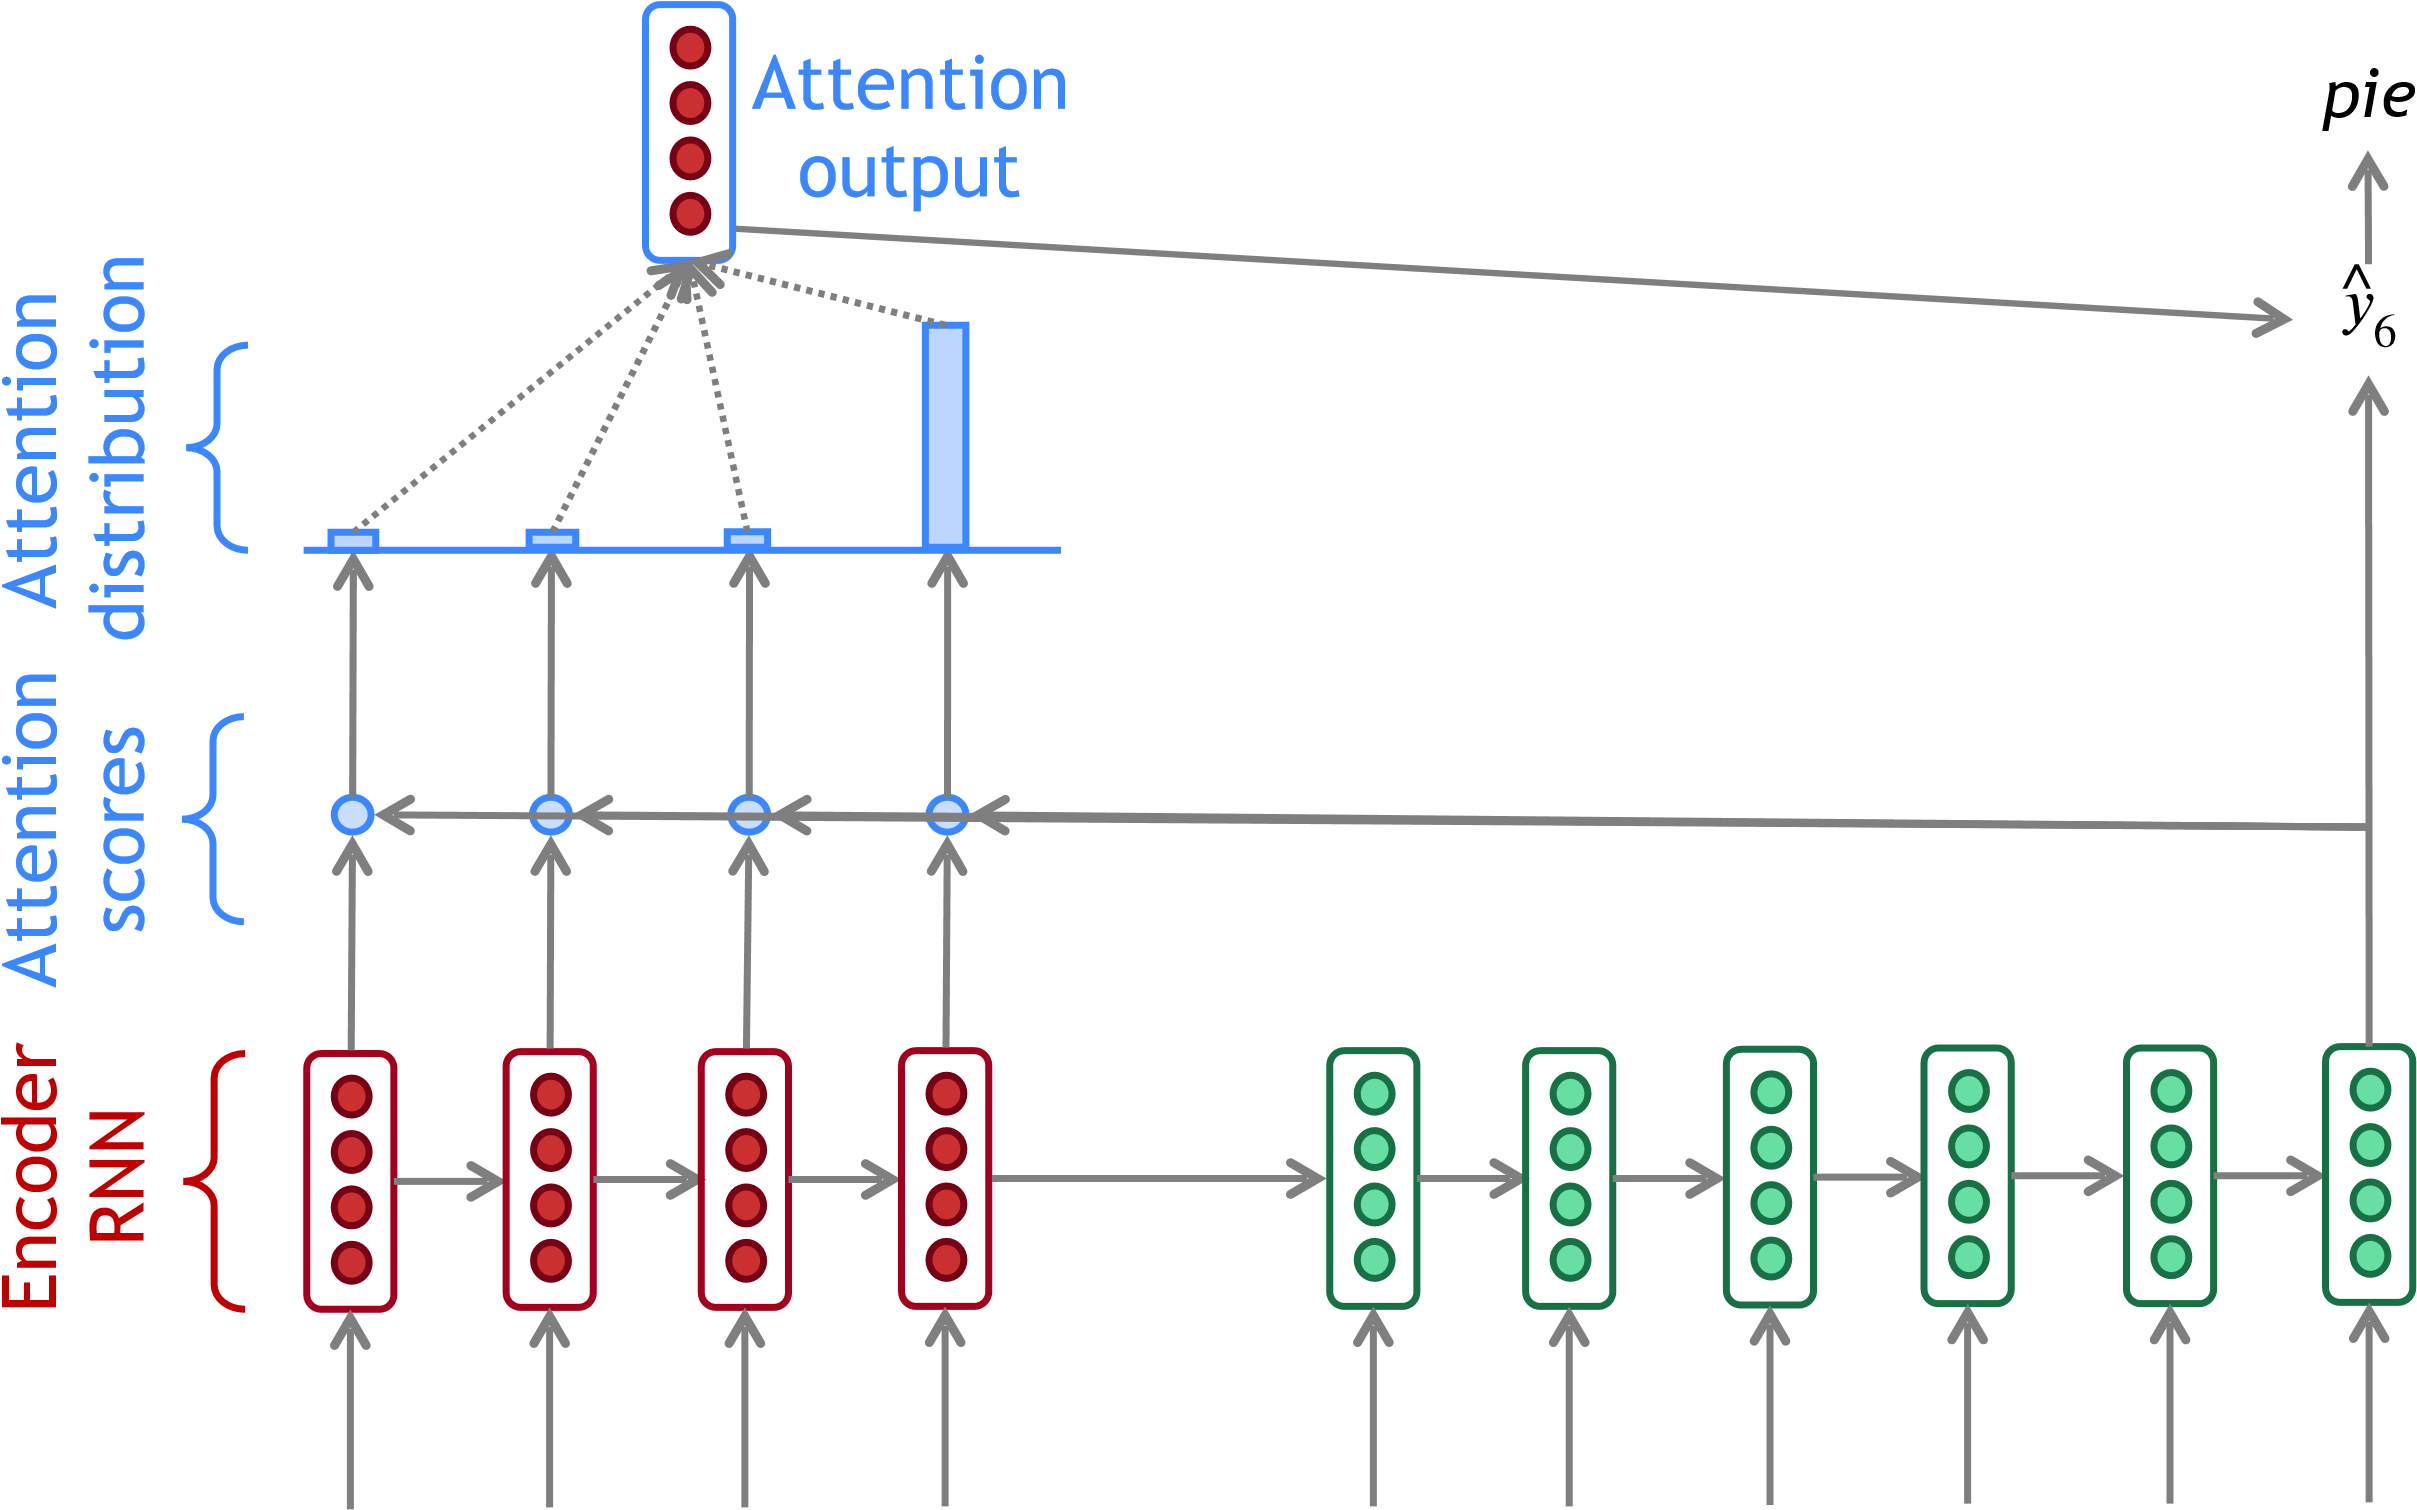 Attention
output
pie
ŷ6
Attention
distribution
Attention
scores
Encoder
RNN